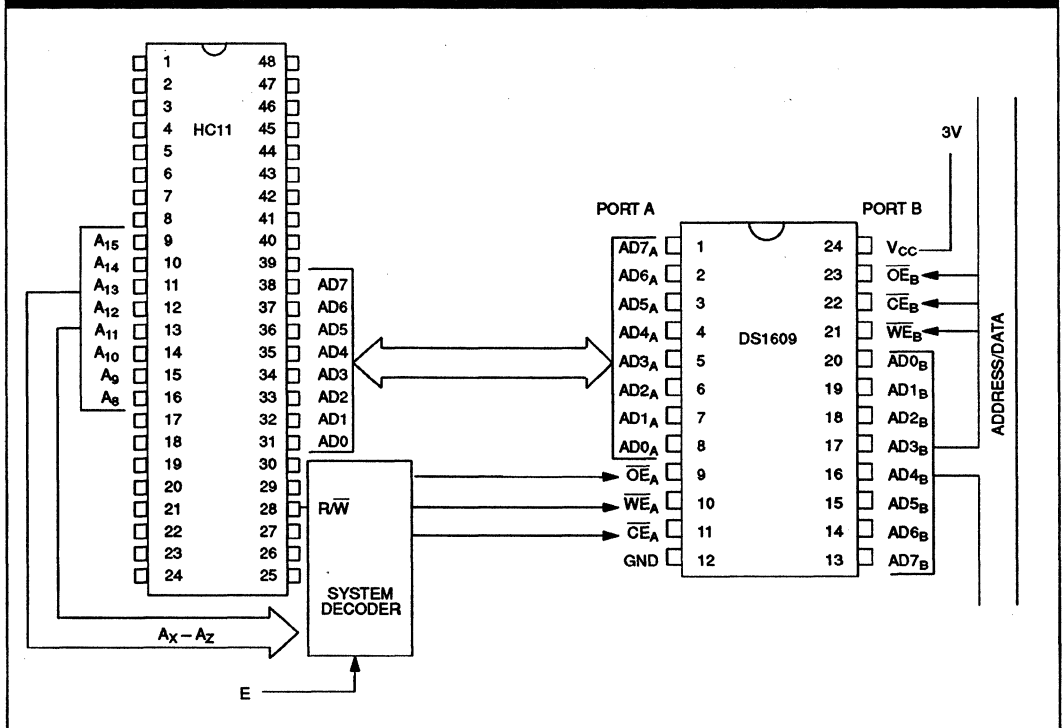 HC11
1 48
2 47
3 46
4 45
5 44
6 43
7 42
8 41
A15 9 40
A14 10 39
A13 11 38 AD7
A12 12 37 AD6
A11 13 36 AD5
A10 14 35 AD4
A9 15 34 AD3
A8 16 33 AD2
17 32 AD1
18 31 AD0
19 30
20 29
21 28 R/W̅
22 27
23 26
24 25
SYSTEM
DECODER
AX – AZ
E
3V
PORT A PORT B
DS1609
AD7A 1 24 VCC
AD6A 2 23 O̅E̅B
AD5A 3 22 C̅E̅B
AD4A 4 21 W̅E̅B
AD3A 5 20 AD0B
AD2A 6 19 AD1B
AD1A 7 18 AD2B
AD0A 8 17 AD3B
O̅E̅A 9 16 AD4B
W̅E̅A 10 15 AD5B
C̅E̅A 11 14 AD6B
GND 12 13 AD7B
ADDRESS/DATA